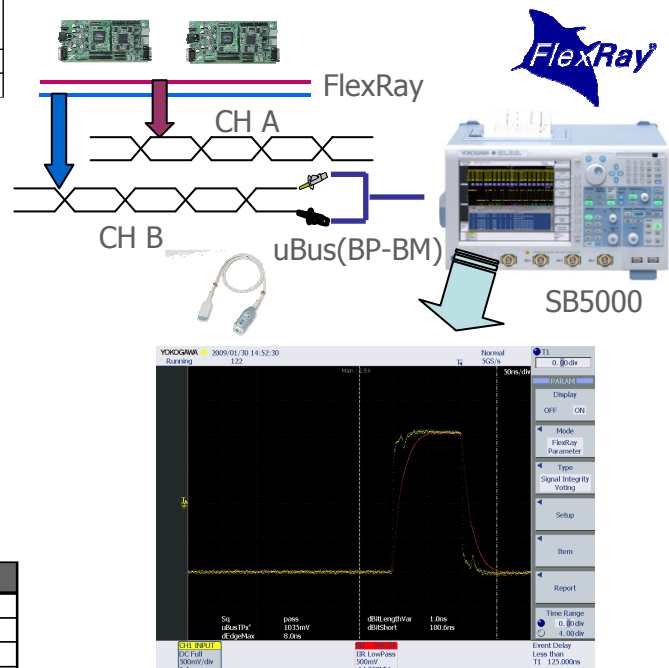 FlexRay
FlexRay
CH A
CH B
uBus(BP-BM)
SB5000
YOKOGAWA
YOKOGAWA 2009/01/30 14:52:30
Running 122
Normal
5GS/s
50ns/div
T1
0.00div
PARAM
Display
OFF ON
Mode
FlexRay
Parameter
Type
Signal Integrity
Voting
Setup
Item
Report
Time Range
0.00div
4.00div
Sq pass
uBusTPx' 1035mV
dEdgeMax 8.0ns
dBitLengthVar 1.0ns
dBitShort 100.6ns
CH1 INPUT
DC Full
500mV/div
IIR LowPass
500mV
Event Delay
Less than
T1 125.000ns